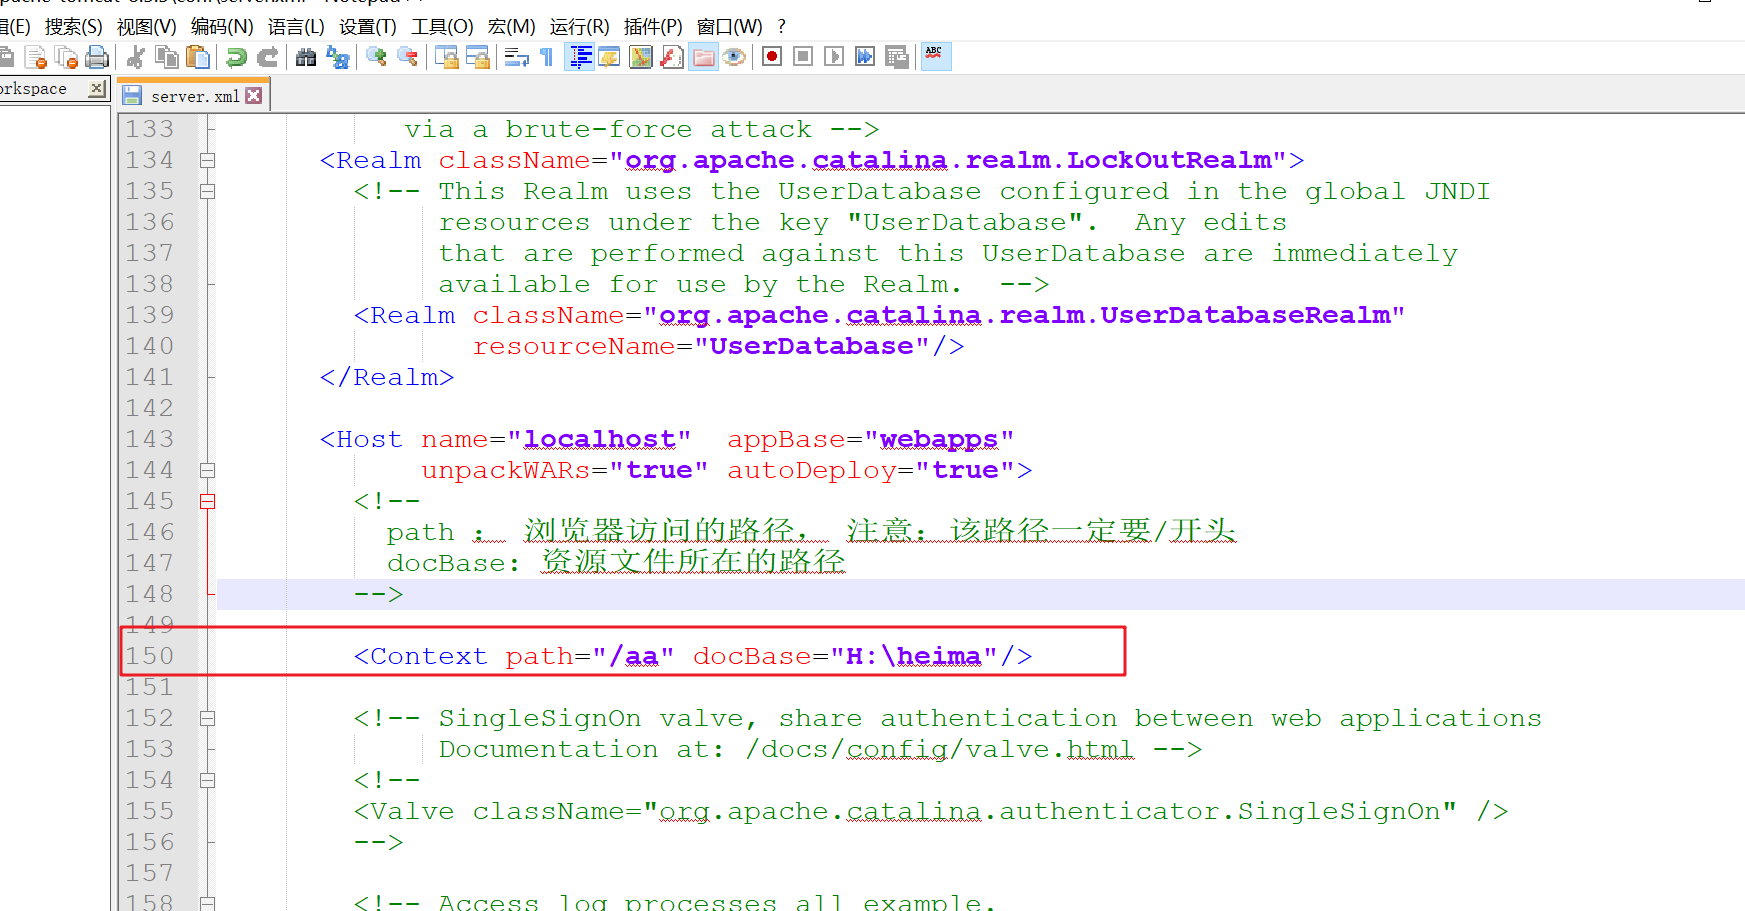 搜索(S) 视图(V) 编码(N) 语言(L) 设置(T) 工具(O) 宏(M) 运行(R) 插件(P) 窗口(W) ?
ABC
server.xml
133 via a brute-force attack -->
134 <Realm className="org.apache.catalina.realm.LockOutRealm">
135 <!-- This Realm uses the UserDatabase configured in the global JNDI
136 resources under the key "UserDatabase".  Any edits
137 that are performed against this UserDatabase are immediately
138 available for use by the Realm.  -->
139 <Realm className="org.apache.catalina.realm.UserDatabaseRealm"
140 resourceName="UserDatabase"/>
141 </Realm>
142
143 <Host name="localhost"  appBase="webapps"
144 unpackWARs="true" autoDeploy="true">
145 <!--
146 path ： 浏览器访问的路径， 注意：该路径一定要/开头
147 docBase：资源文件所在的路径
148 -->
149
150 <Context path="/aa" docBase="H:\heima"/>
151
152 <!-- SingleSignOn valve, share authentication between web applications
153 Documentation at: /docs/config/valve.html -->
154 <!--
155 <Valve className="org.apache.catalina.authenticator.SingleSignOn" />
156 -->
157
158 <!-- Access log processes all example.